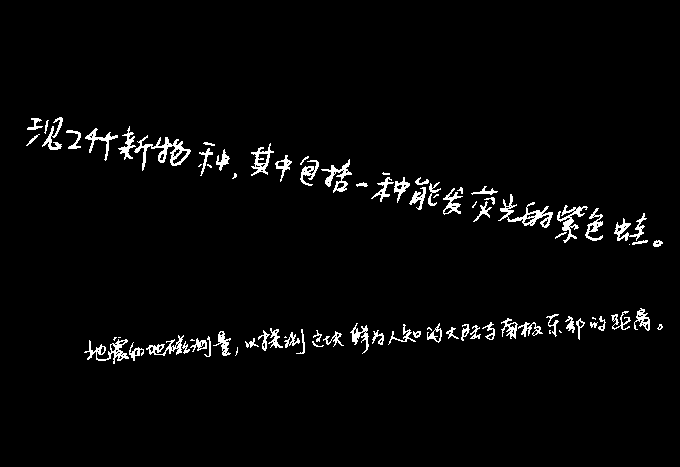 现24个新物种,其中包括一种能发荧光的紫色蛙。
地震和地磁测量,以探测这块鲜为人知的大陆与南极东部的距离。